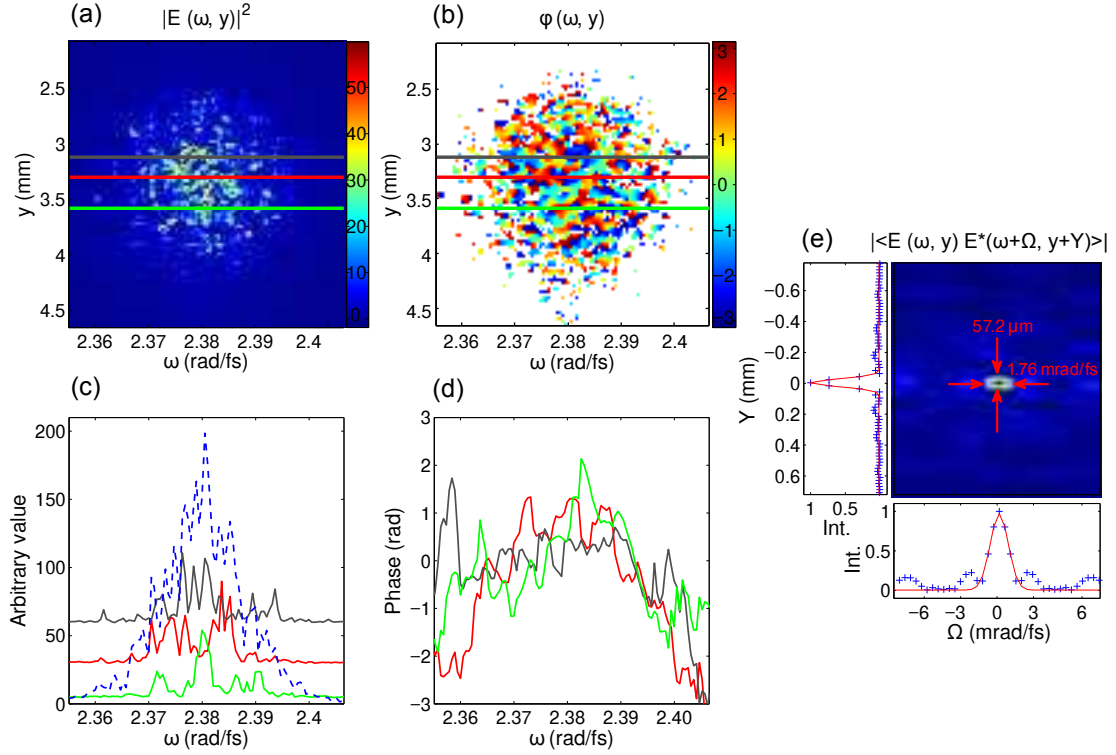 (a) |E (ω, y)|²
y (mm)
2.5
3
3.5
4
4.5
50
40
30
20
10
0
2.36 2.37 2.38 2.39 2.4
ω (rad/fs)
(b) φ (ω, y)
y (mm)
2.5
3
3.5
4
4.5
3
2
1
0
−1
−2
−3
2.36 2.37 2.38 2.39 2.4
ω (rad/fs)
(c)
Arbitrary value
200
150
100
50
0
2.36 2.37 2.38 2.39 2.4
ω (rad/fs)
(d)
Phase (rad)
3
2
1
0
−1
−2
−3
2.36 2.37 2.38 2.39 2.40
ω (rad/fs)
(e) |<E (ω, y) E*(ω+Ω, y+Y)>|
Y (mm)
−0.6
−0.4
−0.2
0
0.2
0.4
0.6
1 0.5
Int.
57.2 µm
1.76 mrad/fs
Int.
1
0.5
0
−6 −3 0 3 6
Ω (mrad/fs)